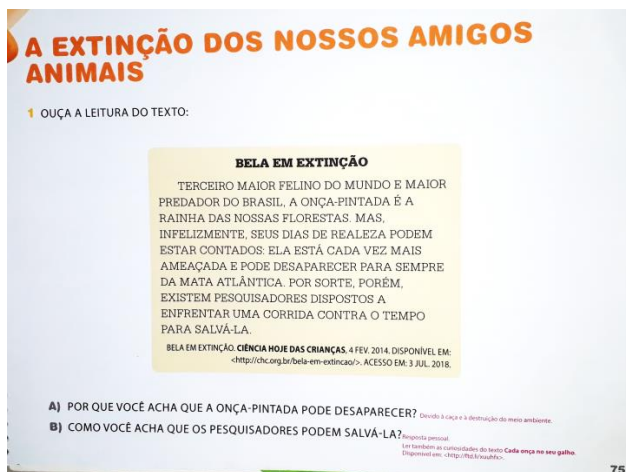 A EXTINÇÃO DOS NOSSOS AMIGOS
ANIMAIS
1 OUÇA A LEITURA DO TEXTO:
BELA EM EXTINÇÃO
TERCEIRO MAIOR FELINO DO MUNDO E MAIOR
PREDADOR DO BRASIL, A ONÇA-PINTADA É A
RAINHA DAS NOSSAS FLORESTAS. MAS,
INFELIZMENTE, SEUS DIAS DE REALEZA PODEM
ESTAR CONTADOS: ELA ESTÁ CADA VEZ MAIS
AMEAÇADA E PODE DESAPARECER PARA SEMPRE
DA MATA ATLÂNTICA. POR SORTE, PORÉM,
EXISTEM PESQUISADORES DISPOSTOS A
ENFRENTAR UMA CORRIDA CONTRA O TEMPO
PARA SALVÁ-LA.
BELA EM EXTINÇÃO. CIÊNCIA HOJE DAS CRIANÇAS, 4 FEV. 2014. DISPONÍVEL EM:
<http://chc.org.br/bela-em-extincao/>. ACESSO EM: 3 JUL. 2018.
A) POR QUE VOCÊ ACHA QUE A ONÇA-PINTADA PODE DESAPARECER? Devido à caça e à destruição do meio ambiente.
B) COMO VOCÊ ACHA QUE OS PESQUISADORES PODEM SALVÁ-LA? Resposta pessoal.
Ler também as curiosidades do texto Cada onça no seu galho.
Disponível em:
75